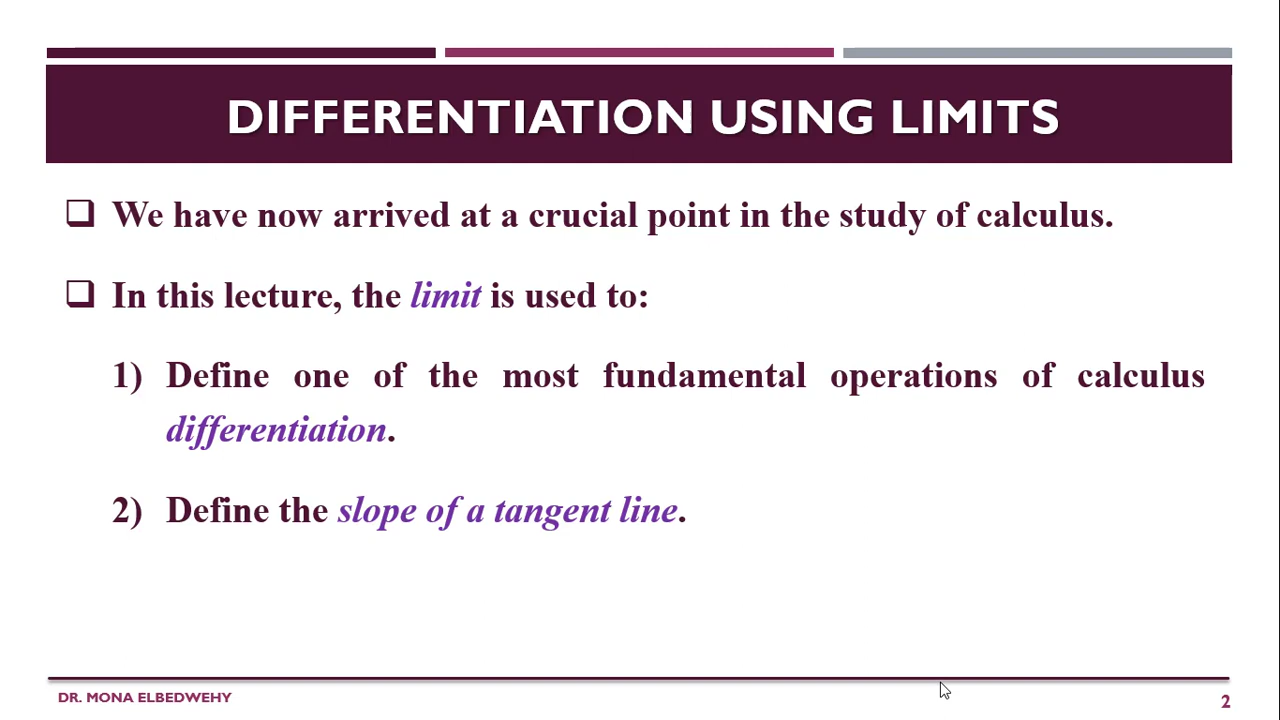 DIFFERENTIATION USING LIMITS
We have now arrived at a crucial point in the study of calculus.
In this lecture, the limit is used to:
1) Define one of the most fundamental operations of calculus
differentiation.
2) Define the slope of a tangent line.
DR. MONA ELBEDWEHY
2